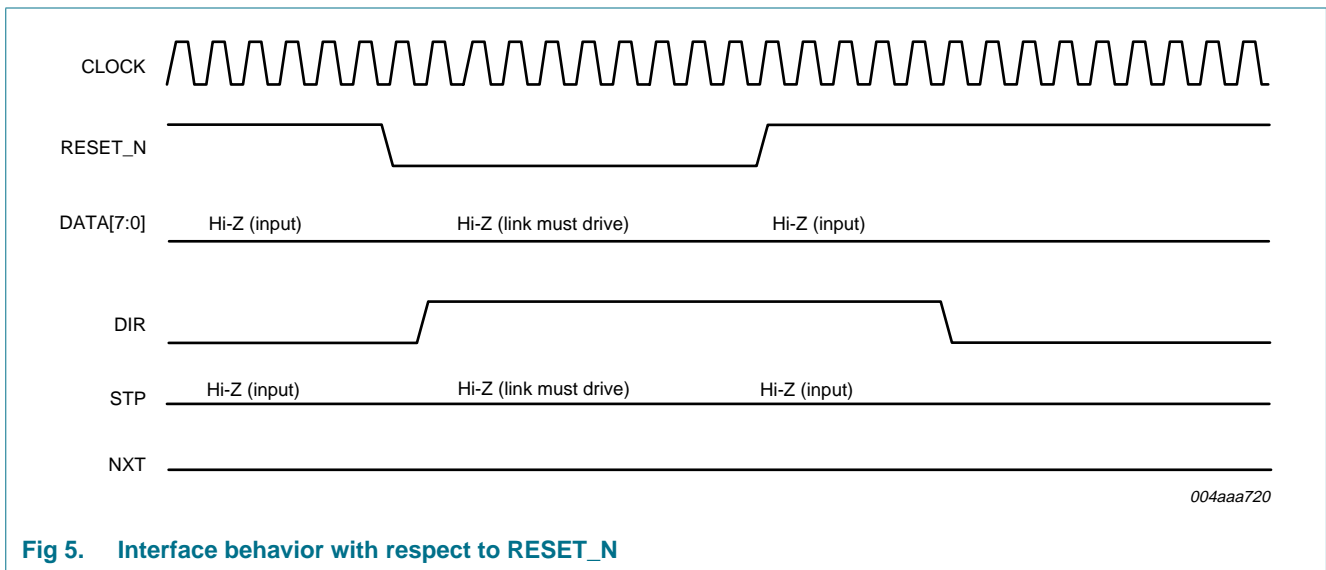 CLOCK
RESET_N
DATA[7:0] Hi-Z (input) Hi-Z (link must drive) Hi-Z (input)
DIR
STP Hi-Z (input) Hi-Z (link must drive) Hi-Z (input)
NXT
004aaa720
Fig 5. Interface behavior with respect to RESET_N